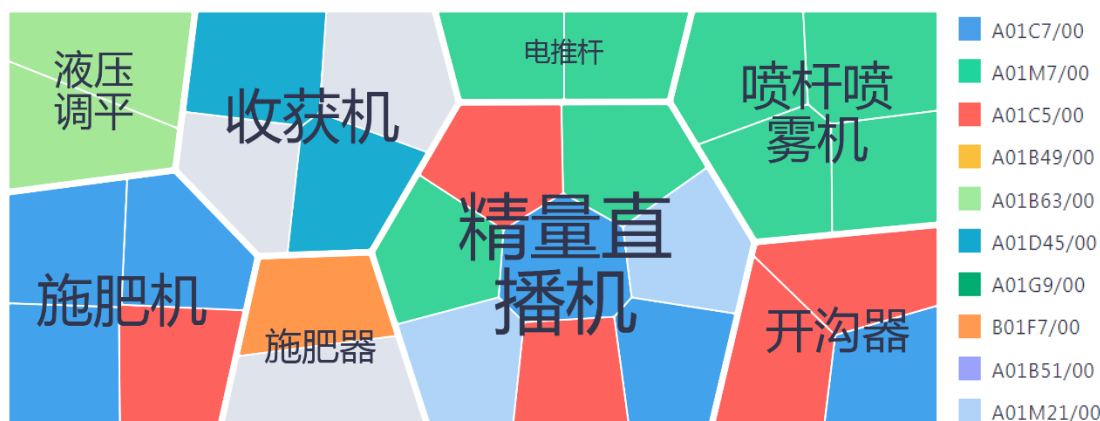 液压
调平
收获机
电推杆
喷杆喷
雾机
精量直
播机
施肥机
施肥器
开沟器
A01C7/00
A01M7/00
A01C5/00
A01B49/00
A01B63/00
A01D45/00
A01G9/00
B01F7/00
A01B51/00
A01M21/00